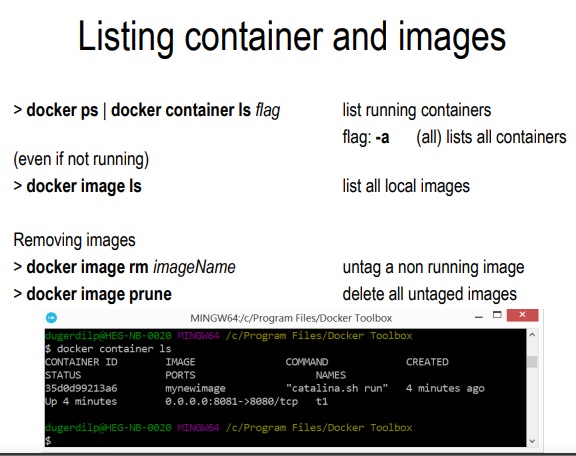 Listing container and images
> docker ps | docker container ls flag list running containers
flag: -a (all) lists all containers
(even if not running)
> docker image ls list all local images
Removing images
> docker image rm imageName untag a non running image
> docker image prune delete all untaged images
MINGW64:/c/Program Files/Docker Toolbox
dugerdilp@HEG-NB-0020 MINGW64 /c/Program Files/Docker Toolbox
$ docker container ls
CONTAINER ID IMAGE COMMAND CREATED
STATUS PORTS NAMES
35d0d99213a6 mynewimage "catalina.sh run" 4 minutes ago
Up 4 minutes 0.0.0.0:8081->8080/tcp t1
dugerdilp@HEG-NB-0020 MINGW64 /c/Program Files/Docker Toolbox
$